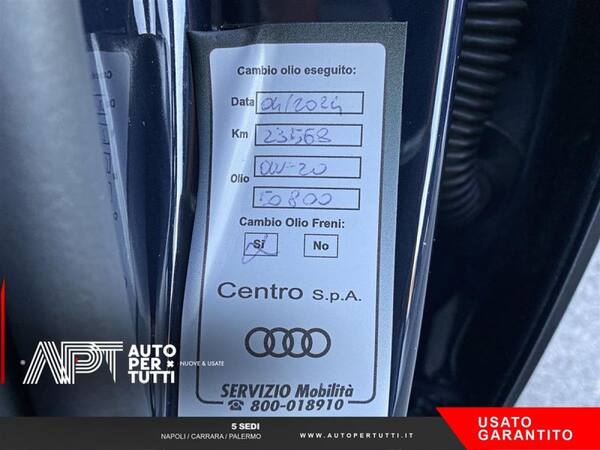 Cambio olio eseguito:
Data 04/2024
Km 23568
Olio 0W-20
50800
Cambio Olio Freni:
Sì No
Centro S.p.A.
SERVIZIO Mobilità
☎ 800-018910
APT AUTO PER TUTTI
NUOVE & USATE
5 SEDI
NAPOLI / CARRARA / PALERMO
WWW.AUTOPERTUTTI.IT
USATO
GARANTITO